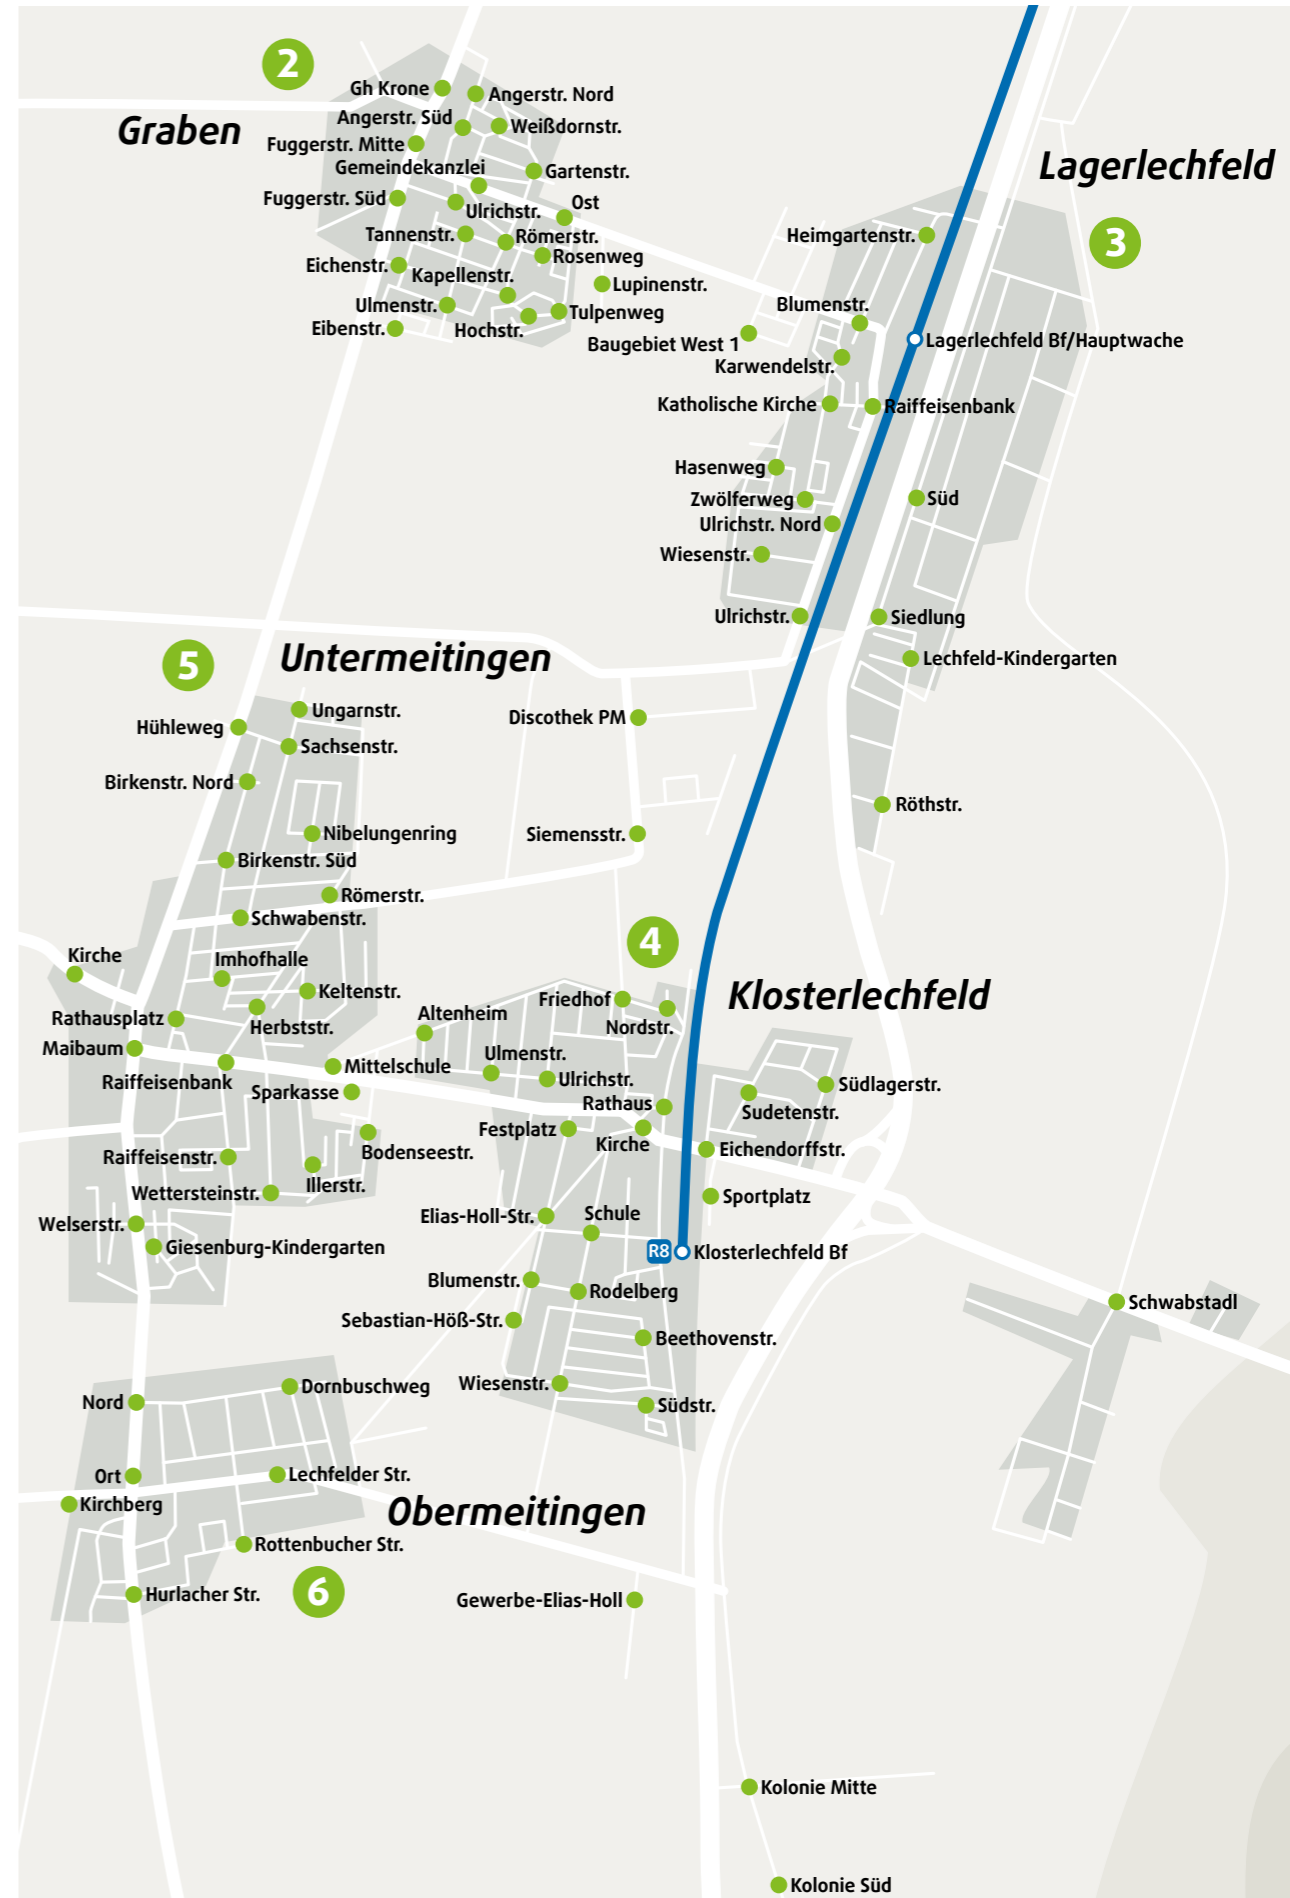 2
Graben
Gh Krone
Angerstr. Nord
Angerstr. Süd
Weißdornstr.
Fuggerstr. Mitte
Gemeindekanzlei
Gartenstr.
Fuggerstr. Süd
Ulrichstr.
Ost
Tannenstr.
Römerstr.
Rosenweg
Eichenstr.
Kapellenstr.
Lupinenstr.
Ulmenstr.
Tulpenweg
Eibenstr.
Hochstr.
Lagerlechfeld
3
Heimgartenstr.
Blumenstr.
Baugebiet West 1
Lagerlechfeld Bf/Hauptwache
Karwendelstr.
Katholische Kirche
Raiffeisenbank
Hasenweg
Zwölferweg
Süd
Ulrichstr. Nord
Wiesenstr.
Ulrichstr.
Siedlung
Lechfeld-Kindergarten
Röthstr.
5
Untermeitingen
Ungarnstr.
Hühleweg
Sachsenstr.
Discothek PM
Birkenstr. Nord
Nibelungenring
Siemensstr.
Birkenstr. Süd
Römerstr.
Schwabenstr.
Kirche
Imhofhalle
Keltenstr.
Rathausplatz
Herbststr.
Maibaum
Raiffeisenbank
Mittelschule
Sparkasse
Bodenseestr.
Raiffeisenstr.
Illerstr.
Wettersteinstr.
Welserstr.
Giesenburg-Kindergarten
4
Klosterlechfeld
Friedhof
Nordstr.
Altenheim
Ulmenstr.
Ulrichstr.
Rathaus
Südlagerstr.
Sudetenstr.
Festplatz
Kirche
Eichendorffstr.
Sportplatz
Elias-Holl-Str.
Schule
R8
Klosterlechfeld Bf
Blumenstr.
Rodelberg
Sebastian-Höß-Str.
Beethovenstr.
Wiesenstr.
Südstr.
Schwabstadl
Nord
Dornbuschweg
Ort
Lechfelder Str.
Kirchberg
Obermeitingen
Rottenbucher Str.
Hurlacher Str.
6
Gewerbe-Elias-Holl
Kolonie Mitte
Kolonie Süd